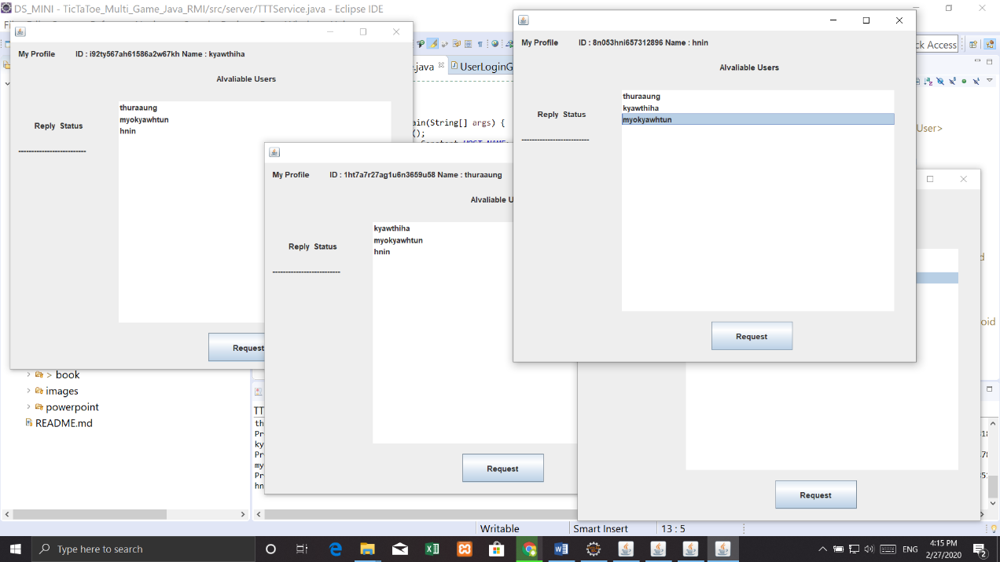 DS_MINI - TicTaToe_Multi_Game_Java_RMI/src/server/TTTService.java - Eclipse IDE
My Profile ID : i92ty567ah61586a2w67kh Name : kyawthiha
Alvaliable Users
thuraaung
myokyawhtun
hnin
Reply Status
--------------------------
Request
My Profile ID : 1ht7a7r27ag1u6n3659u58 Name : thuraaung
Alvaliable U
kyawthiha
myokyawhtun
hnin
Reply Status
--------------------------
Request
My Profile ID : 8n053hni657312896 Name : hnin
Alvaliable Users
thuraaung
kyawthiha
myokyawhtun
Reply Status
--------------------------
Request
Request
ck Access
.java
UserLoginG
ain(String[] args) {
();
User>
oid
> book
images
powerpoint
README.md
TT
th
Pr
ky
Pr
my
Pr
hn
Writable Smart Insert 13 : 5
Type here to search
ENG
4:15 PM
2/27/2020
2